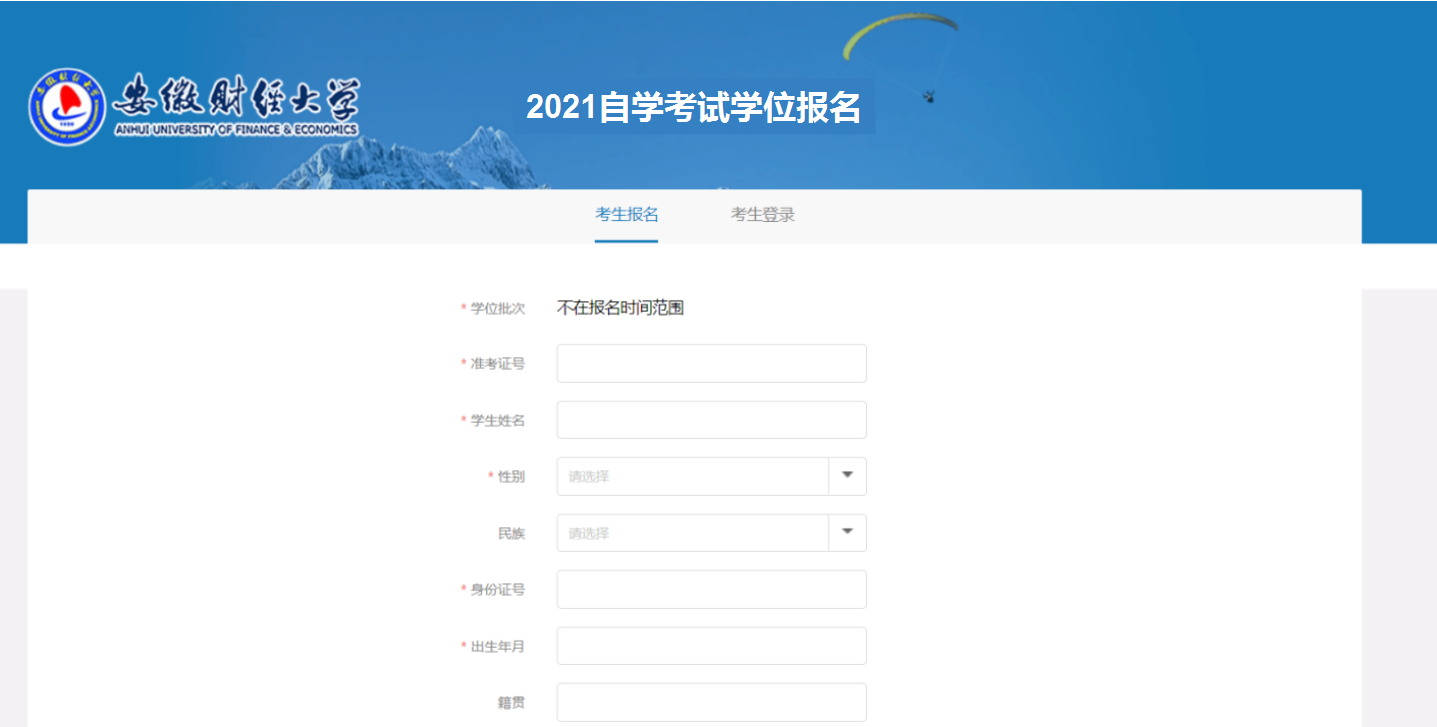 安徽财经大学
ANHUI UNIVERSITY OF FINANCE & ECONOMICS
2021自学考试学位报名
考生报名 考生登录
* 学位批次 不在报名时间范围
* 准考证号
* 学生姓名
* 性别 请选择
民族 请选择
* 身份证号
* 出生年月
籍贯